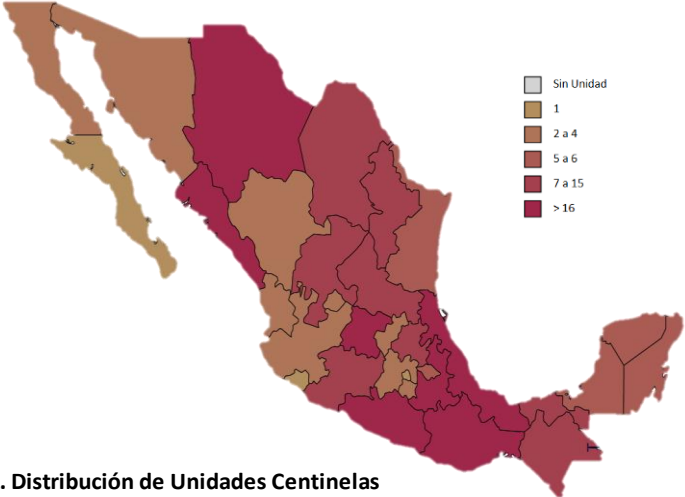 Sin Unidad
1
2 a 4
5 a 6
7 a 15
> 16
. Distribución de Unidades Centinelas